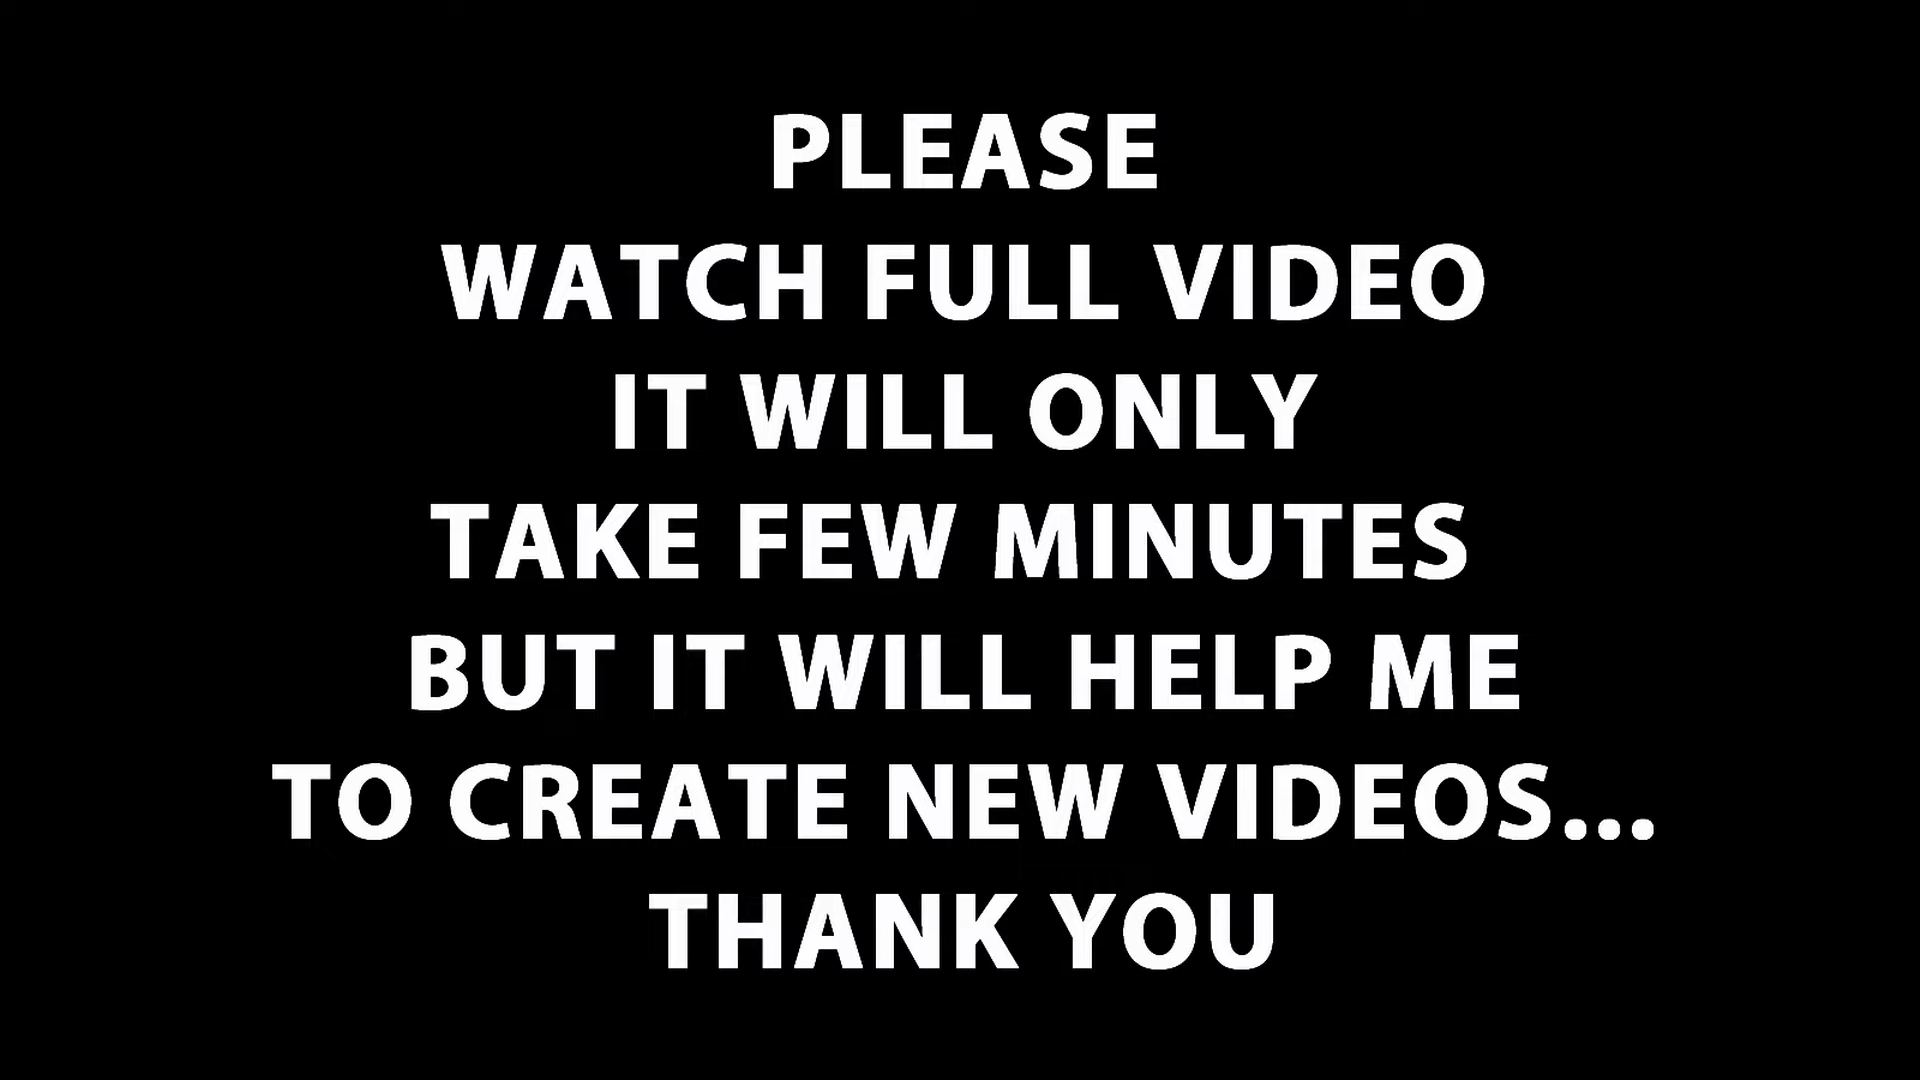 PLEASE
WATCH FULL VIDEO
IT WILL ONLY
TAKE FEW MINUTES
BUT IT WILL HELP ME
TO CREATE NEW VIDEOS...
THANK YOU